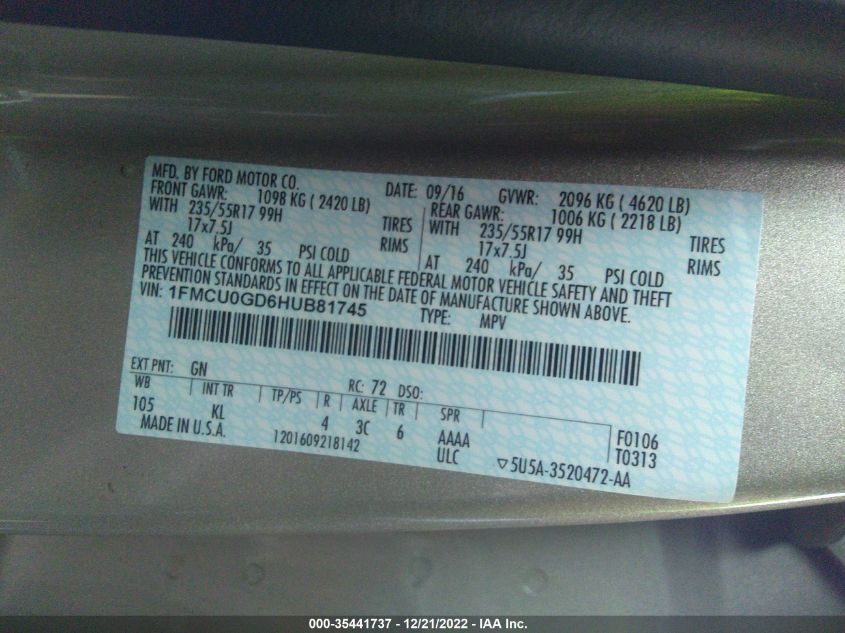 MFD. BY FORD MOTOR CO. DATE: 09/16 GVWR: 2096 KG ( 4620 LB)
FRONT GAWR: 1098 KG ( 2420 LB) REAR GAWR: 1006 KG ( 2218 LB)
WITH 235/55R17 99H TIRES WITH 235/55R17 99H TIRES
17x7.5J RIMS 17x7.5J RIMS
AT 240 kPa/ 35 PSI COLD AT 240 kPa/ 35 PSI COLD
THIS VEHICLE CONFORMS TO ALL APPLICABLE FEDERAL MOTOR VEHICLE SAFETY AND THEFT
PREVENTION STANDARDS IN EFFECT ON THE DATE OF MANUFACTURE SHOWN ABOVE.
VIN: 1FMCU0GD6HUB81745 TYPE: MPV
EXT PNT: GN RC: 72 DSO:
WB INT TR TP/PS R AXLE TR SPR
105 KL 4 3C 6 AAAA F0106
MADE IN U.S.A. 1201609218142 ULC T0313
▽5U5A-3520472-AA
000-35441737 - 12/21/2022 - IAA Inc.